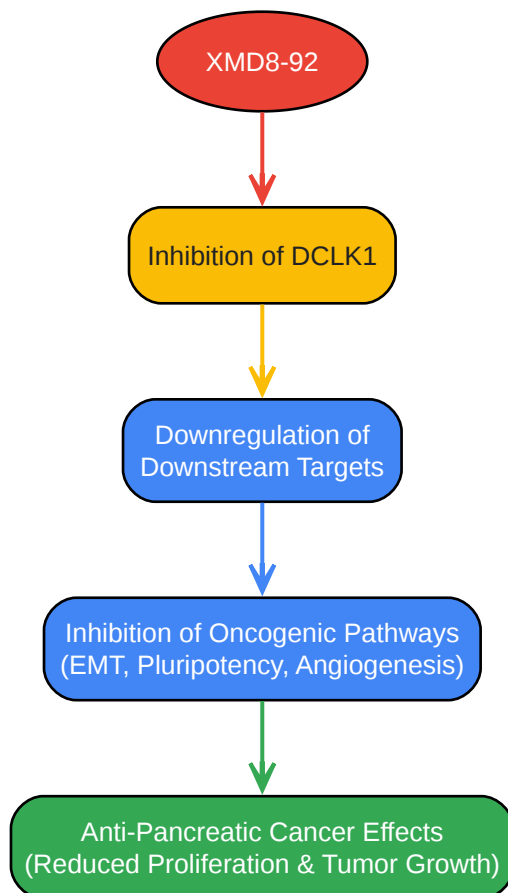 XMD8-92
Inhibition of DCLK1
Downregulation of
Downstream Targets
Inhibition of Oncogenic Pathways
(EMT, Pluripotency, Angiogenesis)
Anti-Pancreatic Cancer Effects
(Reduced Proliferation & Tumor Growth)